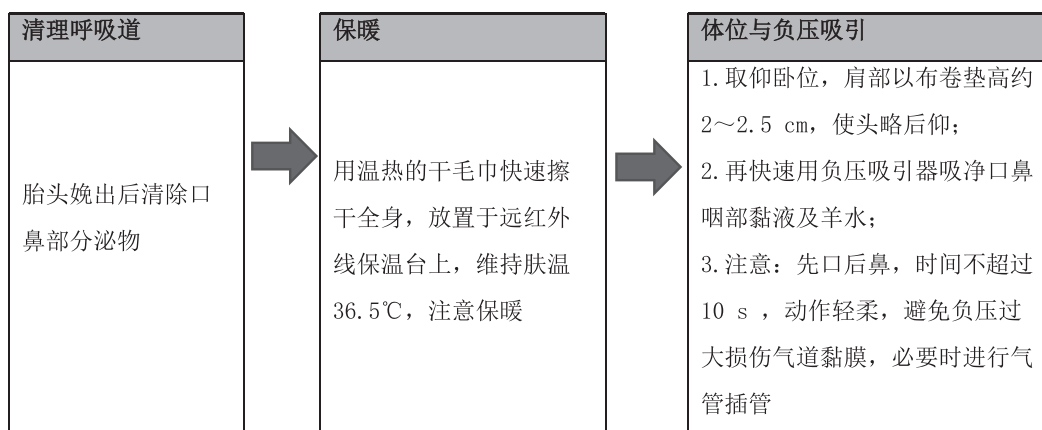 清理呼吸道
胎头娩出后清除口
鼻部分泌物
保暖
用温热的干毛巾快速擦
干全身，放置于远红外
线保温台上，维持肤温
36.5℃，注意保暖
体位与负压吸引
1.取仰卧位，肩部以布卷垫高约
2～2.5 cm，使头略后仰；
2.再快速用负压吸引器吸净口鼻
咽部黏液及羊水；
3.注意：先口后鼻，时间不超过
10 s ，动作轻柔，避免负压过
大损伤气道黏膜，必要时进行气
管插管